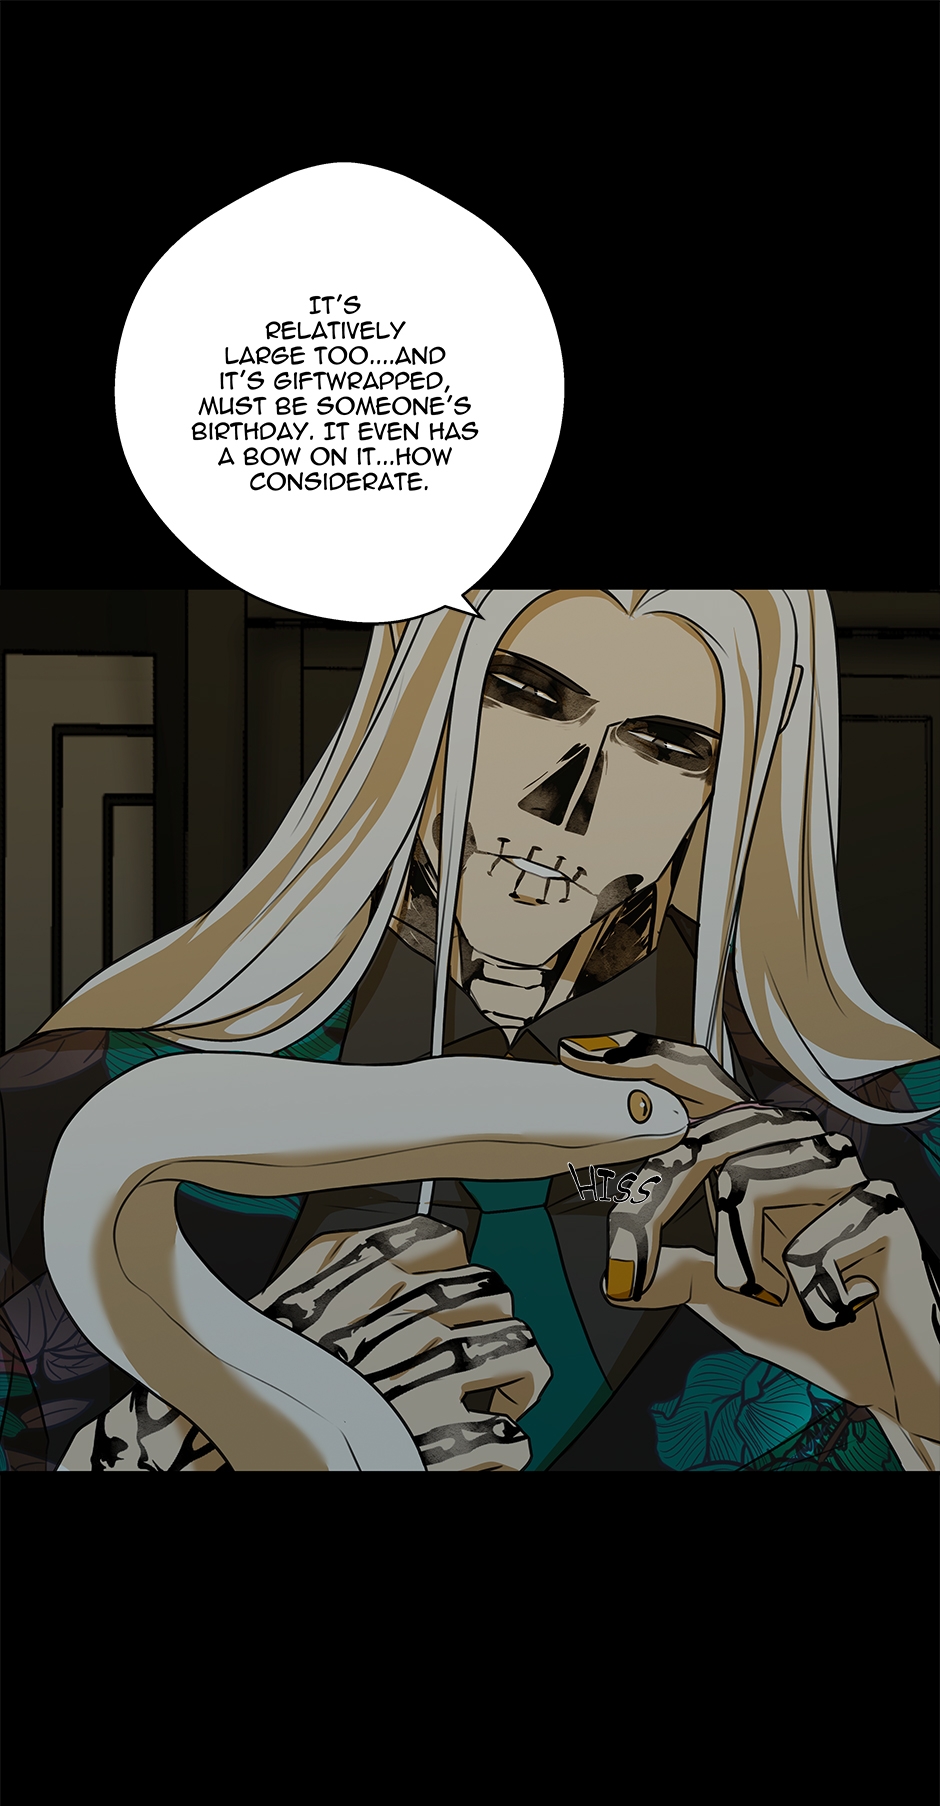 IT'S
RELATIVELY
LARGE TOO....AND
IT'S GIFTWRAPPED,
MUST BE SOMEONE'S
BIRTHDAY. IT EVEN HAS
A BOW ON IT...HOW
CONSIDERATE.
HISS